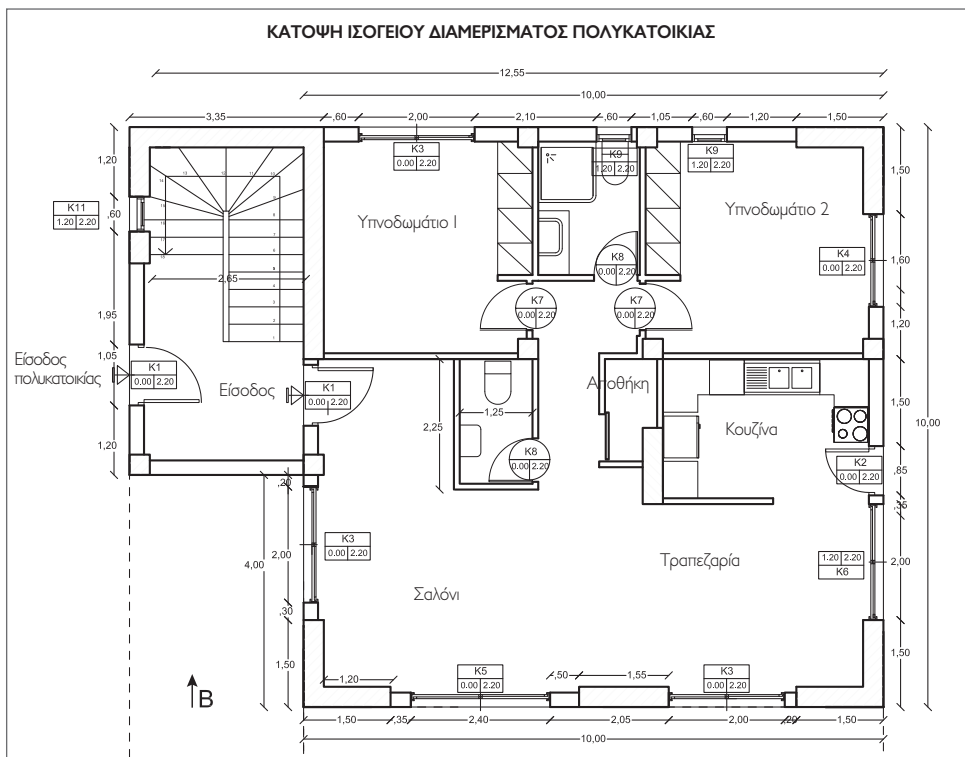 ΚΑΤΟΨΗ ΙΣΟΓΕΙΟΥ ΔΙΑΜΕΡΙΣΜΑΤΟΣ ΠΟΛΥΚΑΤΟΙΚΙΑΣ
12,55
10,00
3,35 ,60 2,00 2,10 ,60 1,05 ,60 1,20 1,50
K3
0.00 2.20
K9
1.20 2.20
K9
1.20 2.20
1,20
1,50
K11
1.20 2.20
,60
Υπνοδωμάτιο 1
Υπνοδωμάτιο 2
K4
0.00 2.20
1,60
K8
0.00 2.20
2,65
K7
0.00 2.20
K7
0.00 2.20
1,95
1,20
Είσοδος
πολυκατοικίας
1,05
K1
0.00 2.20
Είσοδος
K1
0.00 2.20
Αποθήκη
1,50
10,00
1,25
2,25
Κουζίνα
1,20
K8
0.00 2.20
K2
0.00 2.20
,85
,20
,35
4,00
2,00
K3
0.00 2.20
Τραπεζαρία
1.20 2.20
K6
2,00
Σαλόνι
,30
1,50
1,50
1,20
K5
0.00 2.20
,50 1,55
K3
0.00 2.20
Β
1,50 ,35 2,40 2,05 2,00 ,20 1,50
10,00